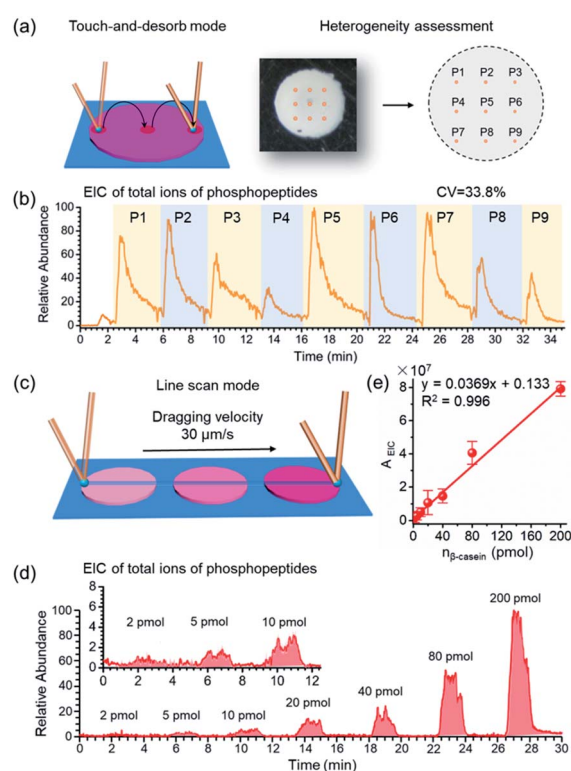 (a)
Touch-and-desorb mode
Heterogeneity assessment
P1 P2 P3
P4 P5 P6
P7 P8 P9
(b)
EIC of total ions of phosphopeptides
CV=33.8%
P1 P2 P3 P4 P5 P6 P7 P8 P9
Relative Abundance
100
80
60
40
20
0
0 2 4 6 8 10 12 14 16 18 20 22 24 26 28 30 32 34
Time (min)
(c)
Line scan mode
Dragging velocity
30 μm/s
(e)
×10⁷
y = 0.0369x + 0.133
R² = 0.996
A EIC
8
6
4
2
0
0 40 80 120 160 200
nβ-casein (pmol)
(d)
EIC of total ions of phosphopeptides
8
6
4
2
0
2 pmol 5 pmol 10 pmol
0 2 4 6 8 10 12
Relative Abundance
100
80
60
40
20
0
2 pmol 5 pmol 10 pmol 20 pmol 40 pmol 80 pmol 200 pmol
0 2 4 6 8 10 12 14 16 18 20 22 24 26 28 30
Time (min)